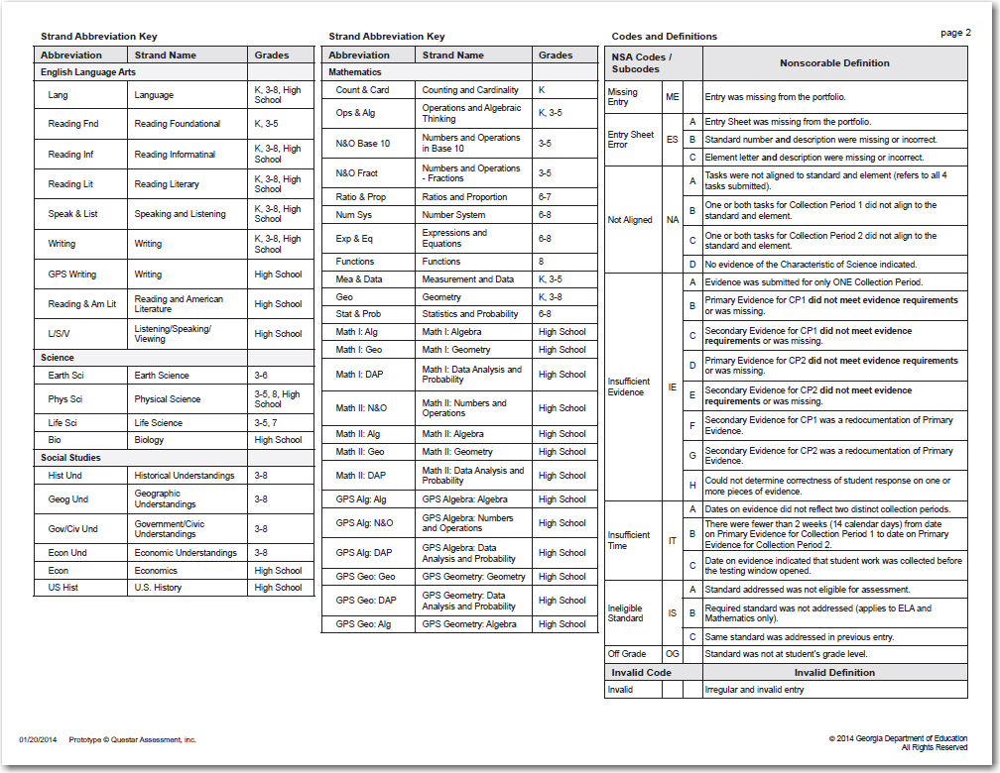 page 2
Strand Abbreviation Key
Abbreviation Strand Name Grades
English Language Arts
Lang Language K, 3-8, High
School
Reading Fnd Reading Foundational K, 3-5
Reading Inf Reading Informatinal K, 3-8, High
School
Reading Lit Reading Literary K, 3-8, High
School
Speak & List Speaking and Listening K, 3-8, High
School
Writing Writing K, 3-8, High
School
GPS Writing Writing High School
Reading & Am Lit Reading and American
Literature High School
L/S/V Listening/Speaking/
Viewing High School
Science
Earth Sci Earth Science 3-6
Phys Sci Physical Science 3-5, 8, High
School
Life Sci Life Science 3-5, 7
Bio Biology High School
Social Studies
Hist Und Historical Understandings 3-8
Geog Und Geographic
Understandings 3-8
Gov/Civ Und Government/Civic
Understandings 3-8
Econ Und Economic Understandings 3-8
Econ Economics High School
US Hist U.S. History High School
Strand Abbreviation Key
Abbreviation Strand Name Grades
Mathematics
Count & Card Counting and Cardinality K
Ops & Alg Operations and Algebraic
Thinking K, 3-5
N&O Base 10 Numbers and Operations
in Base 10 3-5
N&O Fract Numbers and Operations
- Fractions 3-5
Ratio & Prop Ratios and Proportion 6-7
Num Sys Number System 6-8
Exp & Eq Expressions and
Equations 6-8
Functions Functions 8
Mea & Data Measurement and Data K, 3-5
Geo Geometry K, 3-8
Stat & Prob Statistics and Probability 6-8
Math I: Alg Math I: Algebra High School
Math I: Geo Math I: Geometry High School
Math I: DAP Math I: Data Analysis and
Probability High School
Math II: N&O Math II: Numbers and
Operations High School
Math II: Alg Math II: Algebra High School
Math II: Geo Math II: Geometry High School
Math II: DAP Math II: Data Analysis and
Probability High School
GPS Alg: Alg GPS Algebra: Algebra High School
GPS Alg: N&O GPS Algebra: Numbers
and Operations High School
GPS Alg: DAP GPS Algebra: Data
Analysis and Probability High School
GPS Geo: Geo GPS Geometry: Geometry High School
GPS Geo: DAP GPS Geometry: Data
Analysis and Probability High School
GPS Geo: Alg GPS Geometry: Algebra High School
Codes and Definitions
NSA Codes /
Subcodes Nonscorable Definition
Missing
Entry ME Entry was missing from the portfolio.
Entry Sheet
Error ES
A Entry Sheet was missing from the portfolio.
B Standard number and description were missing or incorrect.
C Element letter and description were missing or incorrect.
Not Aligned NA
A Tasks were not aligned to standard and element (refers to all 4
tasks submitted).
B One or both tasks for Collection Period 1 did not align to the
standard and element.
C One or both tasks for Collection Period 2 did not align to the
standard and element.
D No evidence of the Characteristic of Science indicated.
Insufficient
Evidence IE
A Evidence was submitted for only ONE Collection Period.
B Primary Evidence for CP1 did not meet evidence requirements
or was missing.
C Secondary Evidence for CP1 did not meet evidence
requirements or was missing.
D Primary Evidence for CP2 did not meet evidence requirements
or was missing.
E Secondary Evidence for CP2 did not meet evidence
requirements or was missing.
F Secondary Evidence for CP1 was a redocumentation of Primary
Evidence.
G Secondary Evidence for CP2 was a redocumentation of Primary
Evidence.
H Could not determine correctness of student response on one or
more pieces of evidence.
Insufficient
Time IT
A Dates on evidence did not reflect two distinct collection periods.
B There were fewer than 2 weeks (14 calendar days) from date
on Primary Evidence for Collection Period 1 to date on Primary
Evidence for Collection Period 2.
C Date on evidence indicated that student work was collected before
the testing window opened.
Ineligible
Standard IS
A Standard addressed was not eligible for assessment.
B Required standard was not addressed (applies to ELA and
Mathematics only).
C Same standard was addressed in previous entry.
Off Grade OG Standard was not at student's grade level.
Invalid Code Invalid Definition
Invalid Irregular and invalid entry
01/20/2014 Prototype © Questar Assessment, inc.
© 2014 Georgia Department of Education
All Rights Reserved